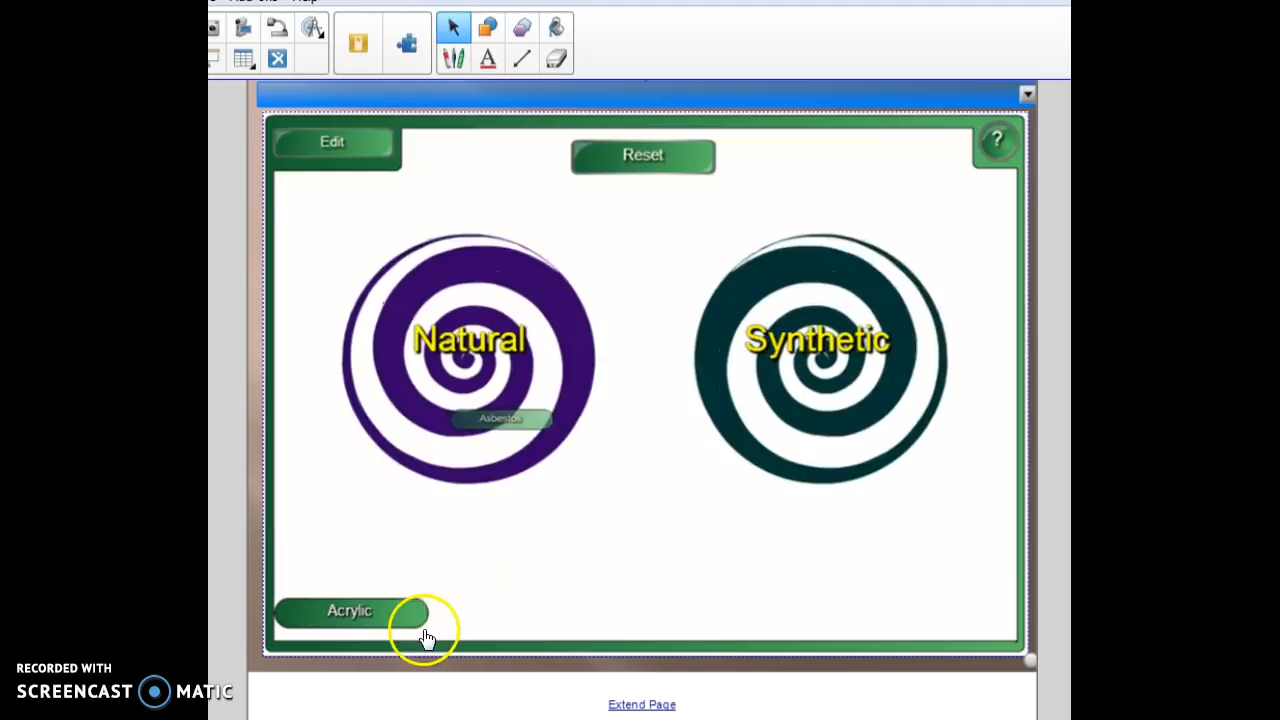 Edit
Reset
?
Natural
Synthetic
Asbestos
Acrylic
RECORDED WITH
SCREENCAST MATIC
Extend Page